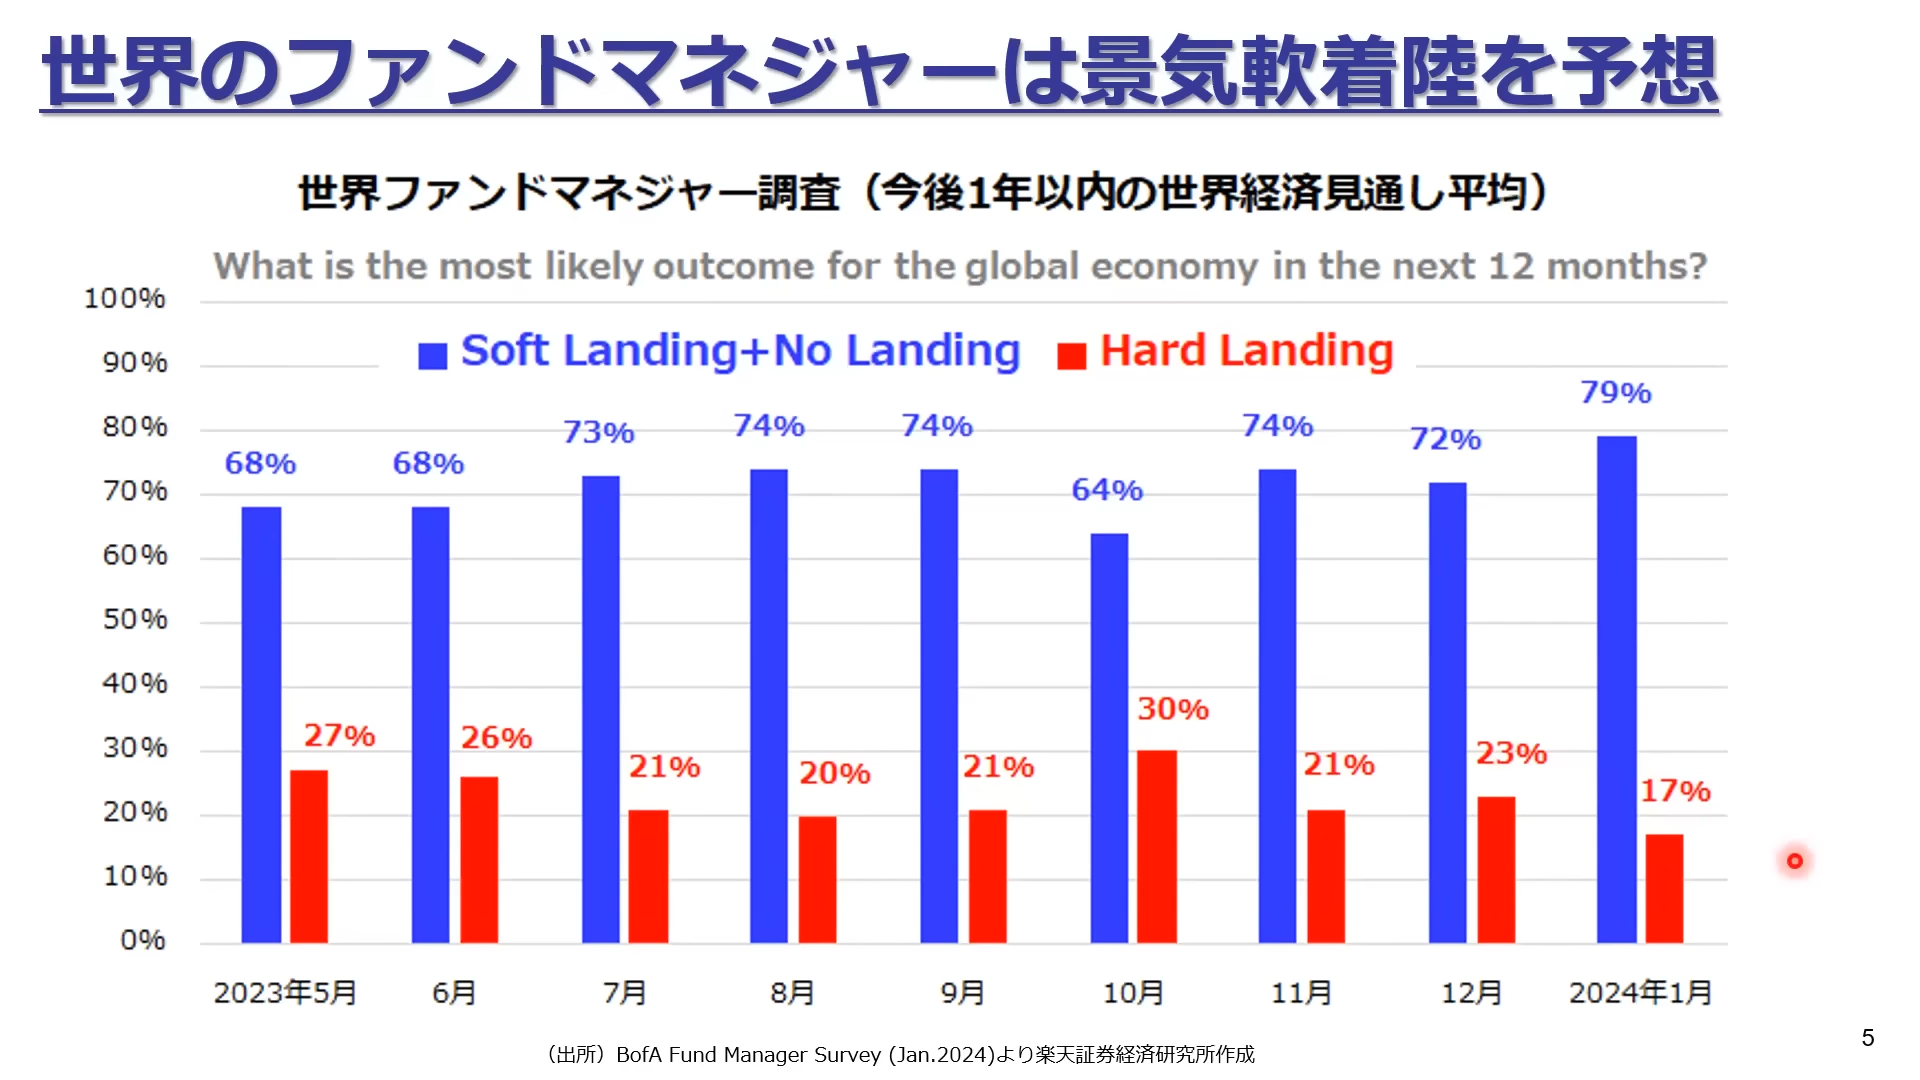 世界のファンドマネジャーは景気軟着陸を予想
世界ファンドマネジャー調査（今後1年以内の世界経済見通し平均）
What is the most likely outcome for the global economy in the next 12 months?
Soft Landing+No Landing Hard Landing
100%
90%
80%
70%
60%
50%
40%
30%
20%
10%
0%
68% 68% 73% 74% 74% 64% 74% 72% 79%
27% 26% 21% 20% 21% 30% 21% 23% 17%
2023年5月 6月 7月 8月 9月 10月 11月 12月 2024年1月
（出所）BofA Fund Manager Survey (Jan.2024)より楽天証券経済研究所作成
5